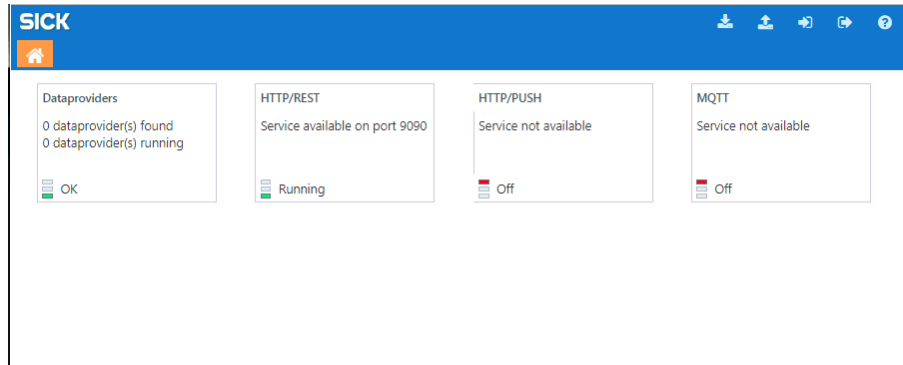 SICK
Dataproviders
0 dataprovider(s) found
0 dataprovider(s) running
OK
HTTP/REST
Service available on port 9090
Running
HTTP/PUSH
Service not available
Off
MQTT
Service not available
Off